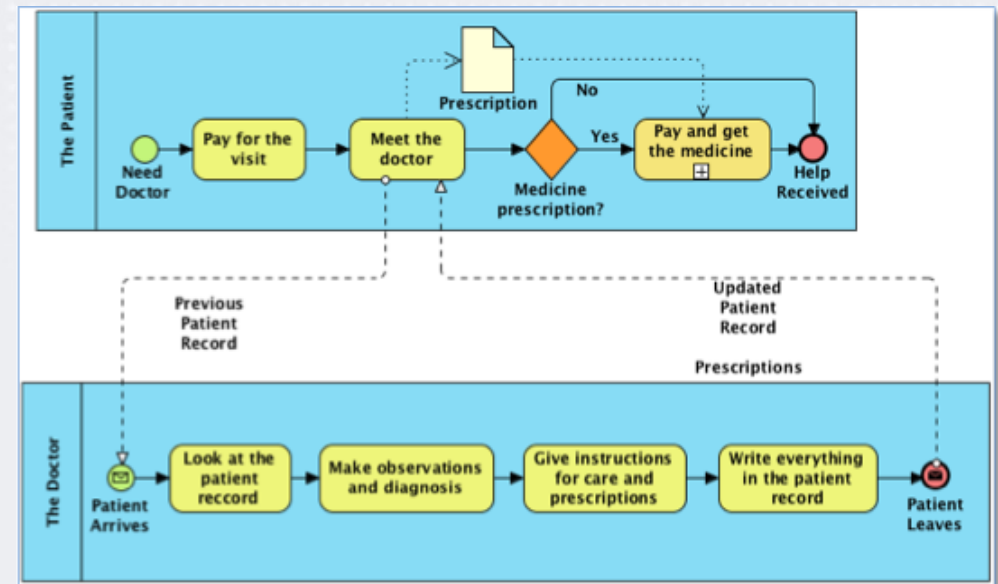 The Patient
Need
Doctor
Pay for the
visit
Meet the
doctor
Prescription
Medicine
prescription?
No
Yes
Pay and get
the medicine
Help
Received
Previous
Patient
Record
Updated
Patient
Record
Prescriptions
The Doctor
Patient
Arrives
Look at the
patient
reccord
Make observations
and diagnosis
Give instructions
for care and
prescriptions
Write everything
in the patient
record
Patient
Leaves